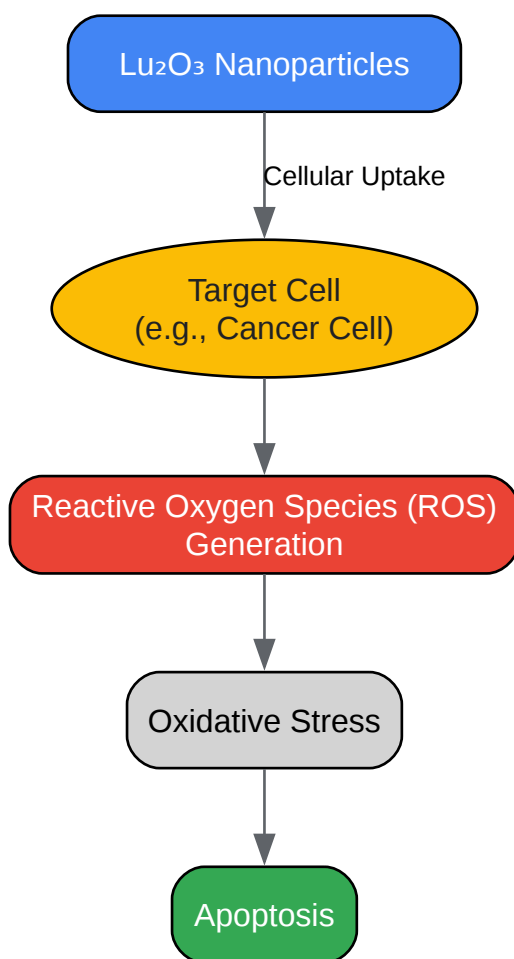 Lu₂O₃ Nanoparticles
Cellular Uptake
Target Cell
(e.g., Cancer Cell)
Reactive Oxygen Species (ROS)
Generation
Oxidative Stress
Apoptosis